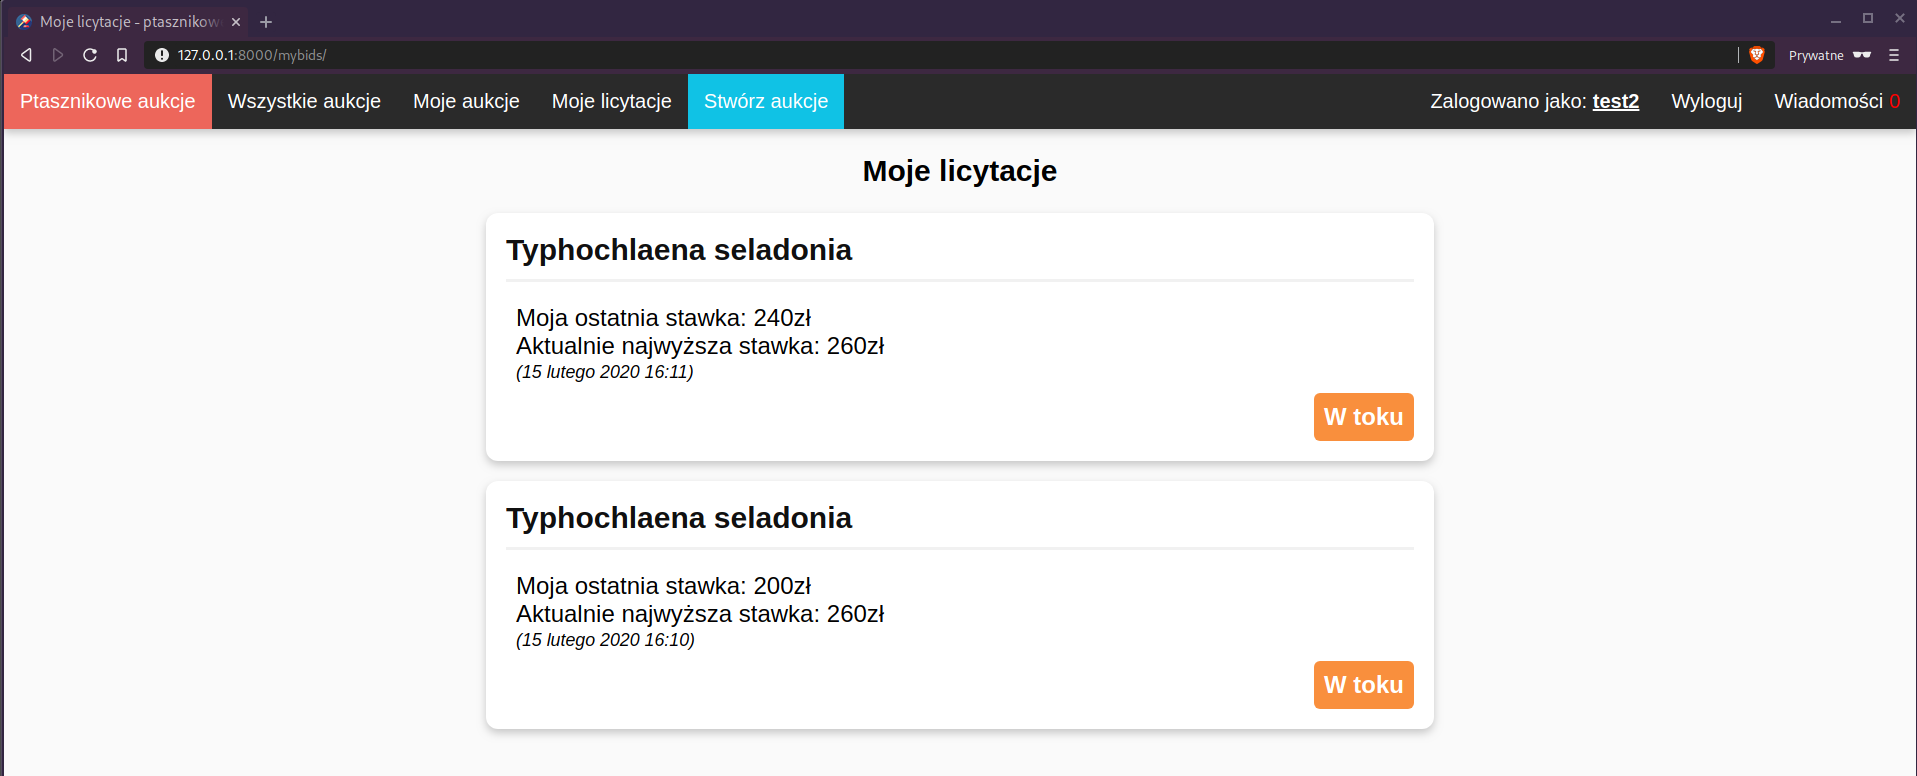 Moje licytacje - ptasznikow
127.0.0.1:8000/mybids/
Prywatne
Ptasznikowe aukcje Wszystkie aukcje Moje aukcje Moje licytacje Stwórz aukcje Zalogowano jako: test2 Wyloguj Wiadomości 0
Moje licytacje
Typhochlaena seladonia
Moja ostatnia stawka: 240zł
Aktualnie najwyższa stawka: 260zł
(15 lutego 2020 16:11)
W toku
Typhochlaena seladonia
Moja ostatnia stawka: 200zł
Aktualnie najwyższa stawka: 260zł
(15 lutego 2020 16:10)
W toku